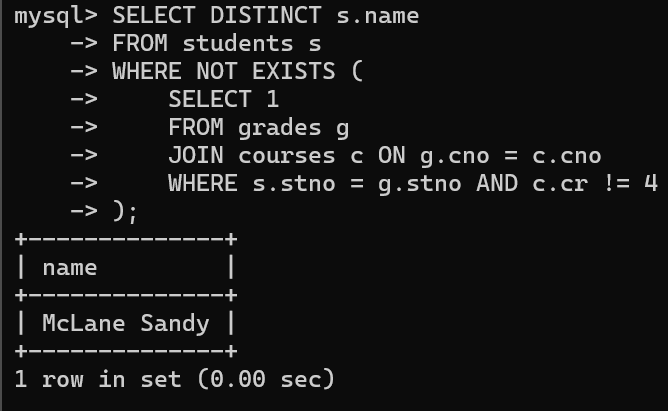 mysql> SELECT DISTINCT s.name
    -> FROM students s
    -> WHERE NOT EXISTS (
    ->     SELECT 1
    ->     FROM grades g
    ->     JOIN courses c ON g.cno = c.cno
    ->     WHERE s.stno = g.stno AND c.cr != 4
    -> );
+--------------+
| name         |
+--------------+
| McLane Sandy |
+--------------+
1 row in set (0.00 sec)